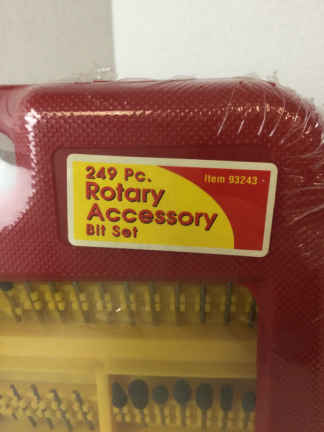 249 Pc.
Item 93243
Rotary
Accessory
Bit Set